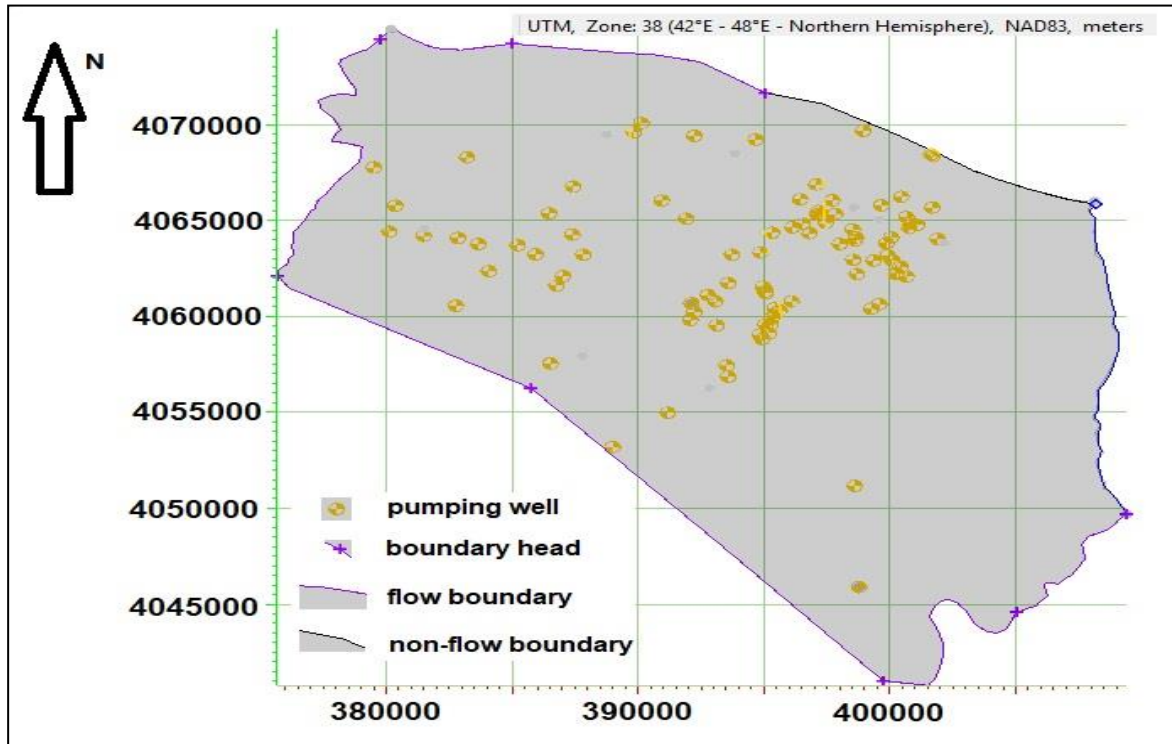 UTM, Zone: 38 (42°E - 48°E - Northern Hemisphere), NAD83, meters
N
4070000
4065000
4060000
4055000
4050000
4045000
pumping well
boundary head
flow boundary
non-flow boundary
380000 390000 400000